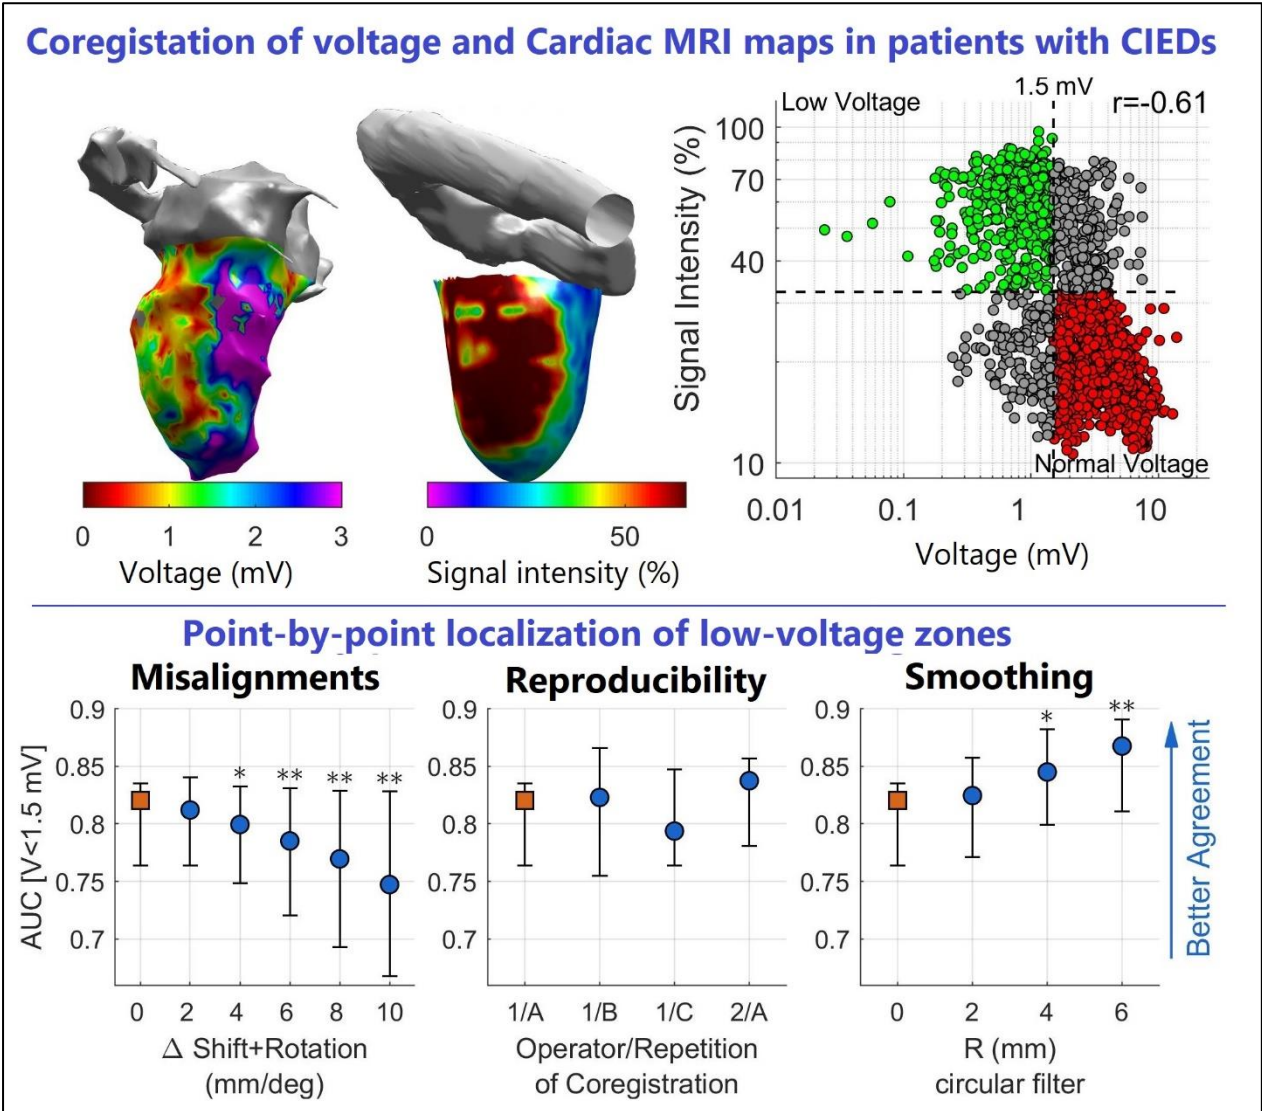 Coregistation of voltage and Cardiac MRI maps in patients with CIEDs
0 1 2 3
Voltage (mV)
0 50
Signal intensity (%)
1.5 mV
Low Voltage
r=-0.61
Signal Intensity (%)
100
70
40
10
Normal Voltage
0.01 0.1 1 10
Voltage (mV)
Point-by-point localization of low-voltage zones
Misalignments
AUC [V<1.5 mV]
0.9
0.85
0.8
0.75
0.7
* ** ** **
0 2 4 6 8 10
Δ Shift+Rotation
(mm/deg)
Reproducibility
0.9
0.85
0.8
0.75
0.7
1/A 1/B 1/C 2/A
Operator/Repetition
of Coregistration
Smoothing
0.9
0.85
0.8
0.75
0.7
* **
0 2 4 6
R (mm)
circular filter
Better Agreement